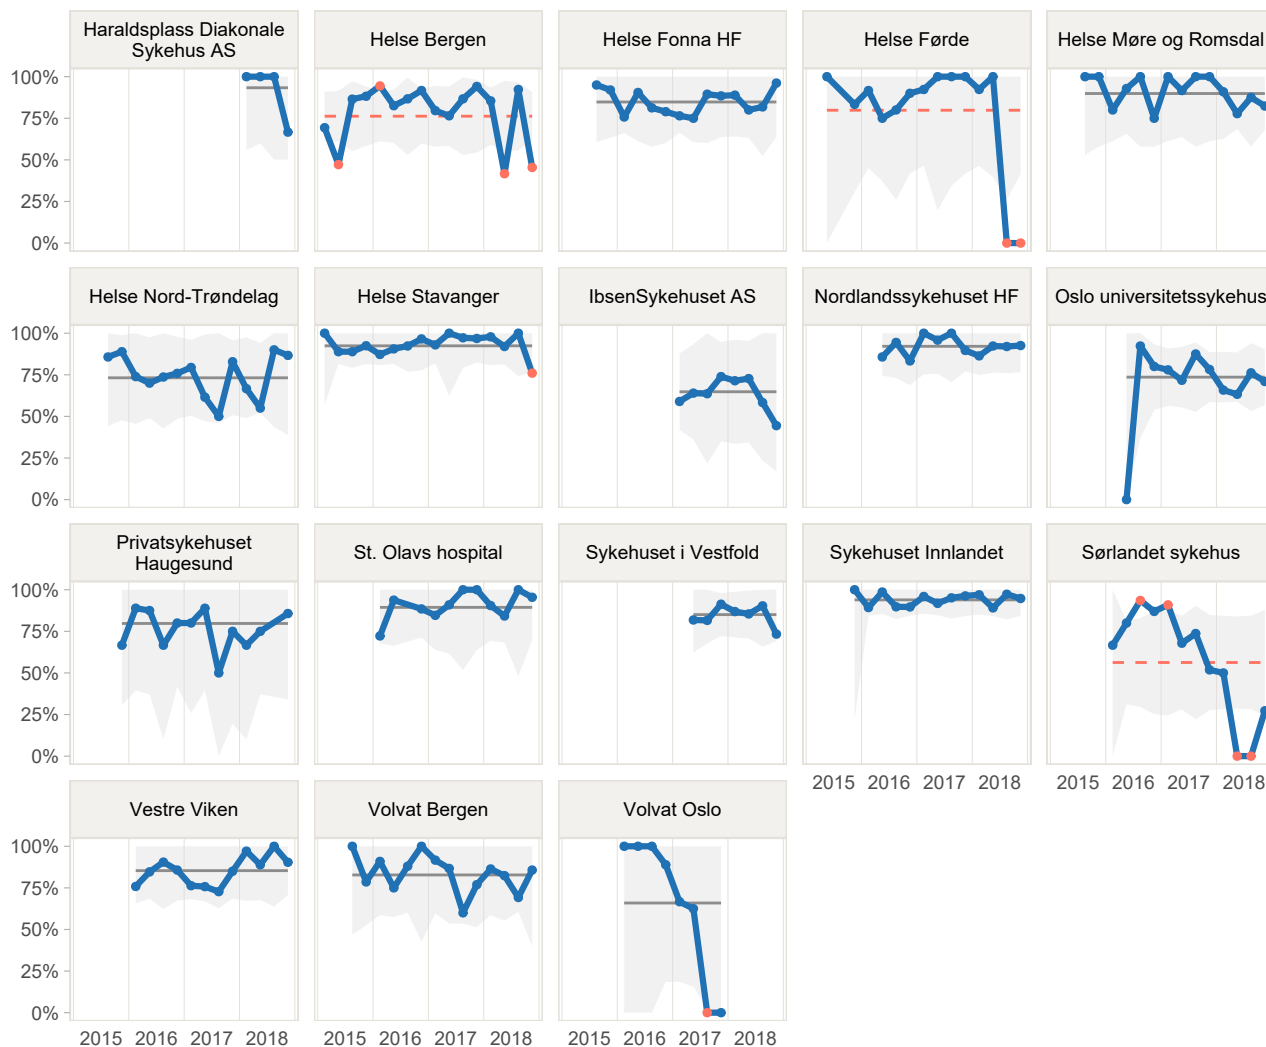 Haraldsplass Diakonale
Sykehus AS
Helse Bergen
Helse Fonna HF
Helse Førde
Helse Møre og Romsdal
100%
75%
50%
25%
0%
Helse Nord-Trøndelag
Helse Stavanger
IbsenSykehuset AS
Nordlandssykehuset HF
Oslo universitetssykehus
100%
75%
50%
25%
0%
Privatsykehuset
Haugesund
St. Olavs hospital
Sykehuset i Vestfold
Sykehuset Innlandet
Sørlandet sykehus
100%
75%
50%
25%
0%
2015 2016 2017 2018
2015 2016 2017 2018
Vestre Viken
Volvat Bergen
Volvat Oslo
100%
75%
50%
25%
0%
2015 2016 2017 2018
2015 2016 2017 2018
2015 2016 2017 2018